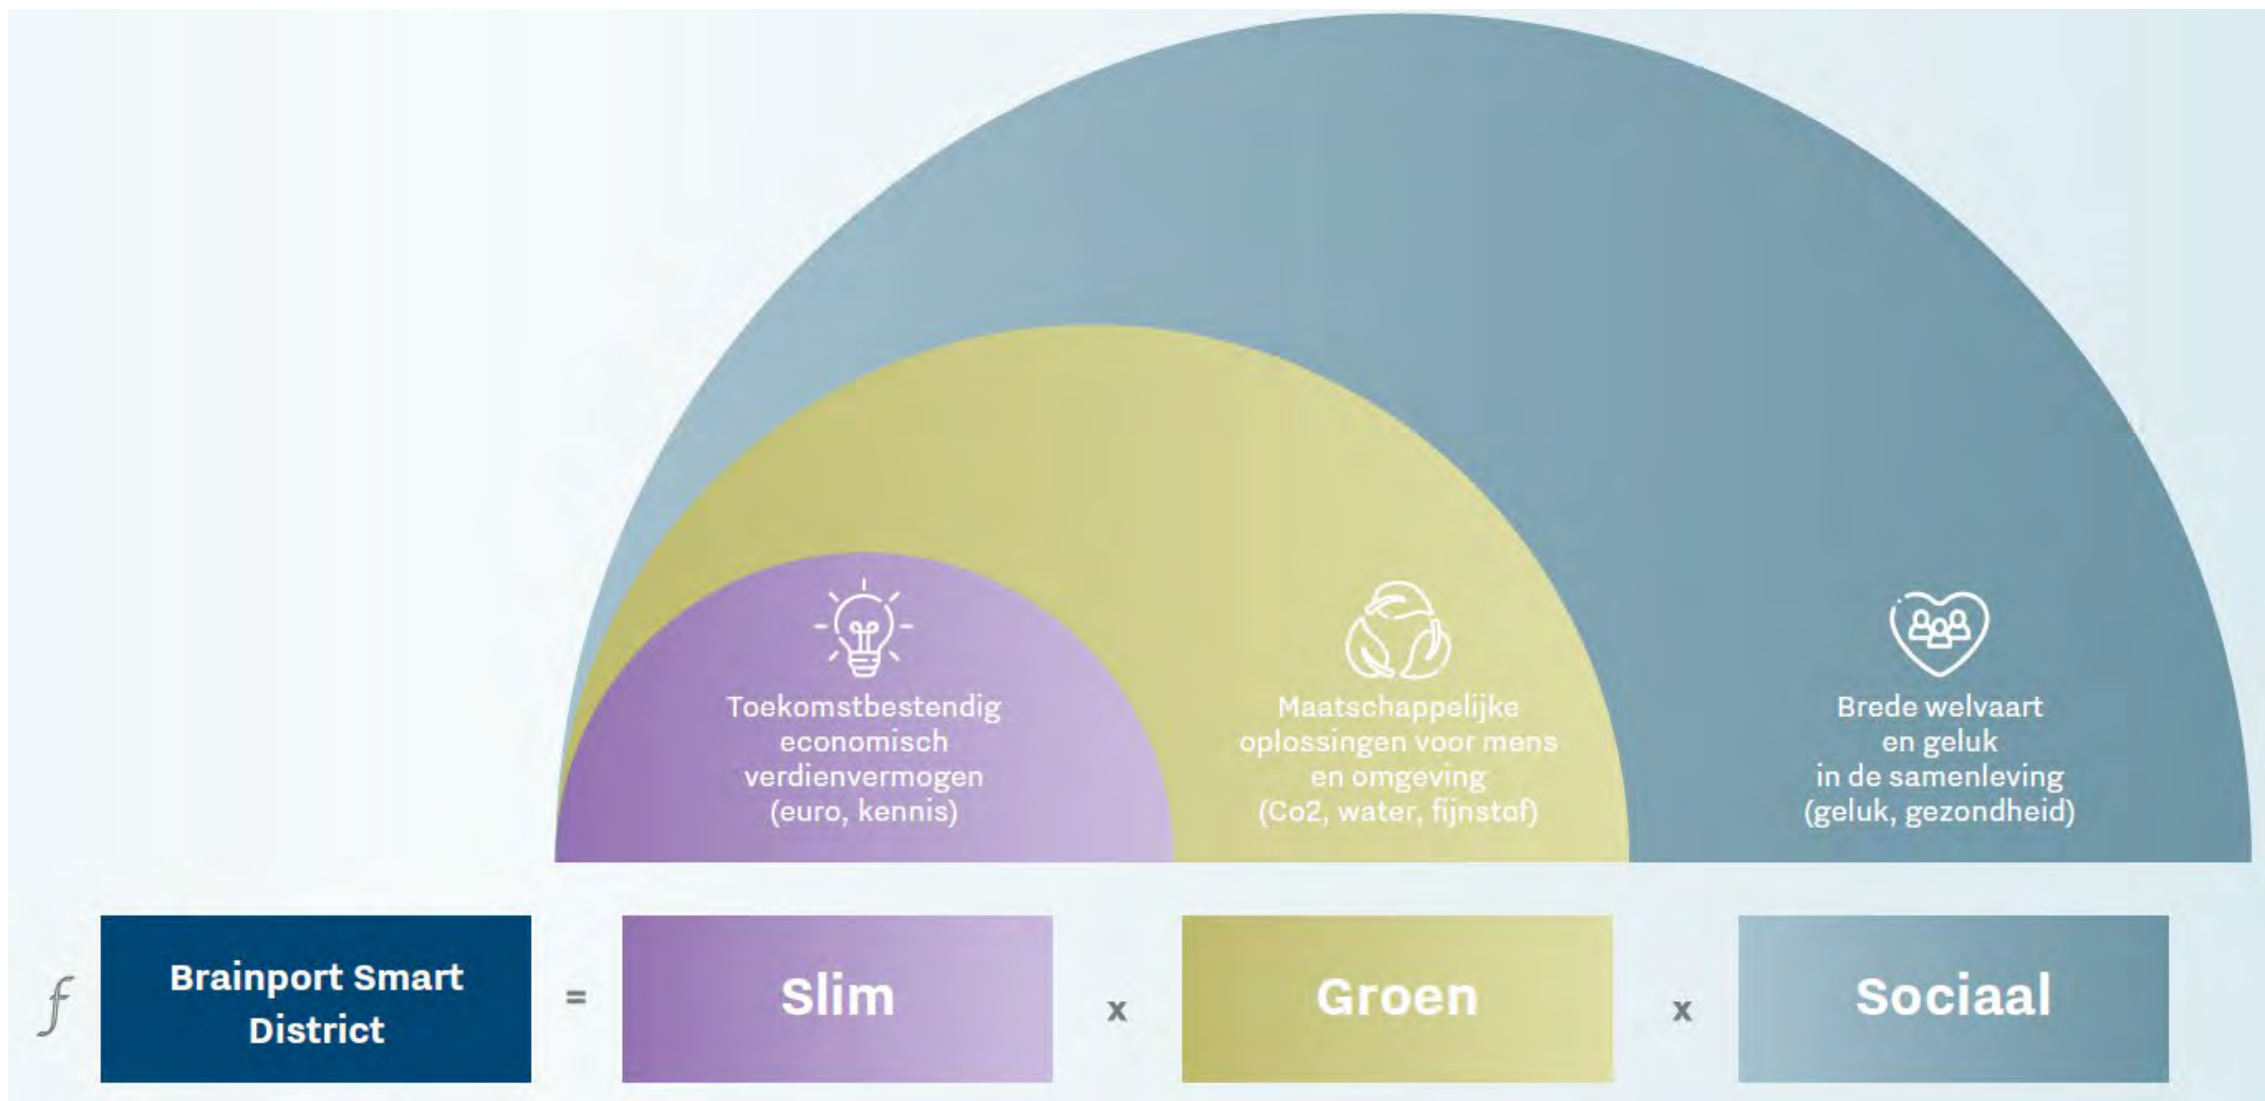 Toekomstbestendig
economisch
verdienvermogen
(euro, kennis)
Maatschappelijke
oplossingen voor mens
en omgeving
(Co2, water, fijnstof)
Brede welvaart
en geluk
in de samenleving
(geluk, gezondheid)
ƒ
Brainport Smart
District
=
Slim
x
Groen
x
Sociaal